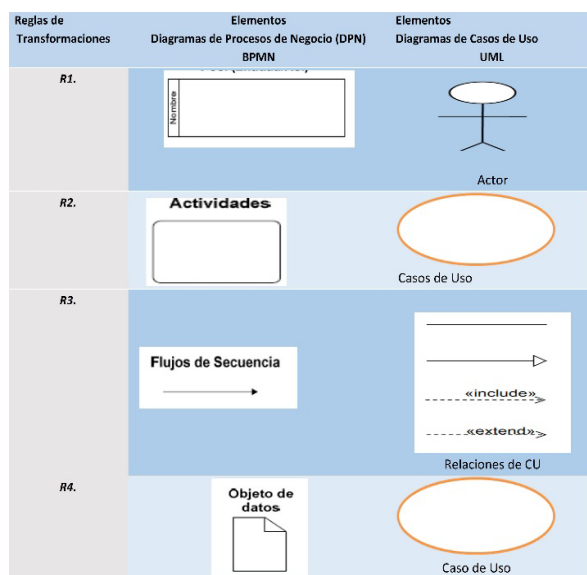 Reglas de Transformaciones
Elementos
Diagramas de Procesos de Negocio (DPN)
BPMN
Elementos
Diagramas de Casos de Uso
UML
R1.
Nombre
Actor
R2.
Actividades
Casos de Uso
R3.
Flujos de Secuencia
«include»
«extend»
Relaciones de CU
R4.
Objeto de
datos
Caso de Uso